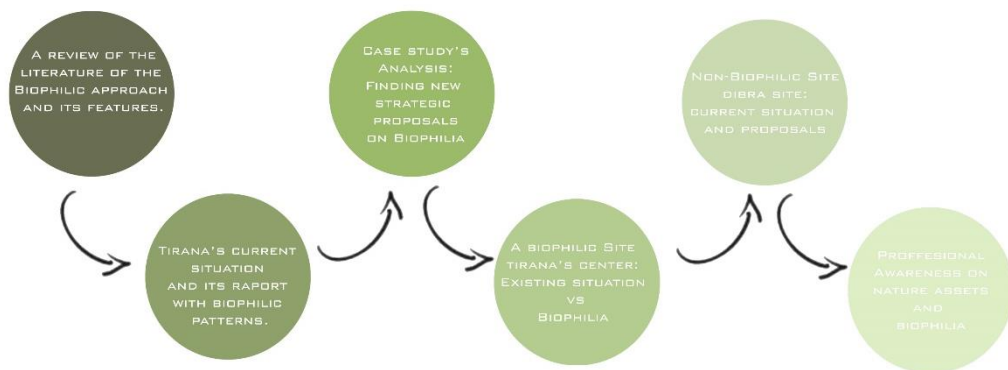 A review of the
literature of the
Biophilic approach
and its features.
Tirana's current
situation
and its raport
with biophilic
patterns.
Case study's
Analysis:
Finding new
strategic
proposals
on Biophilia
A biophilic Site
tirana's center:
Existing situation
vs
Biophilia
Non-Biophilic Site
dibra site:
current situation
and proposals
Proffesional
Awareness on
nature assets
and
biophilia